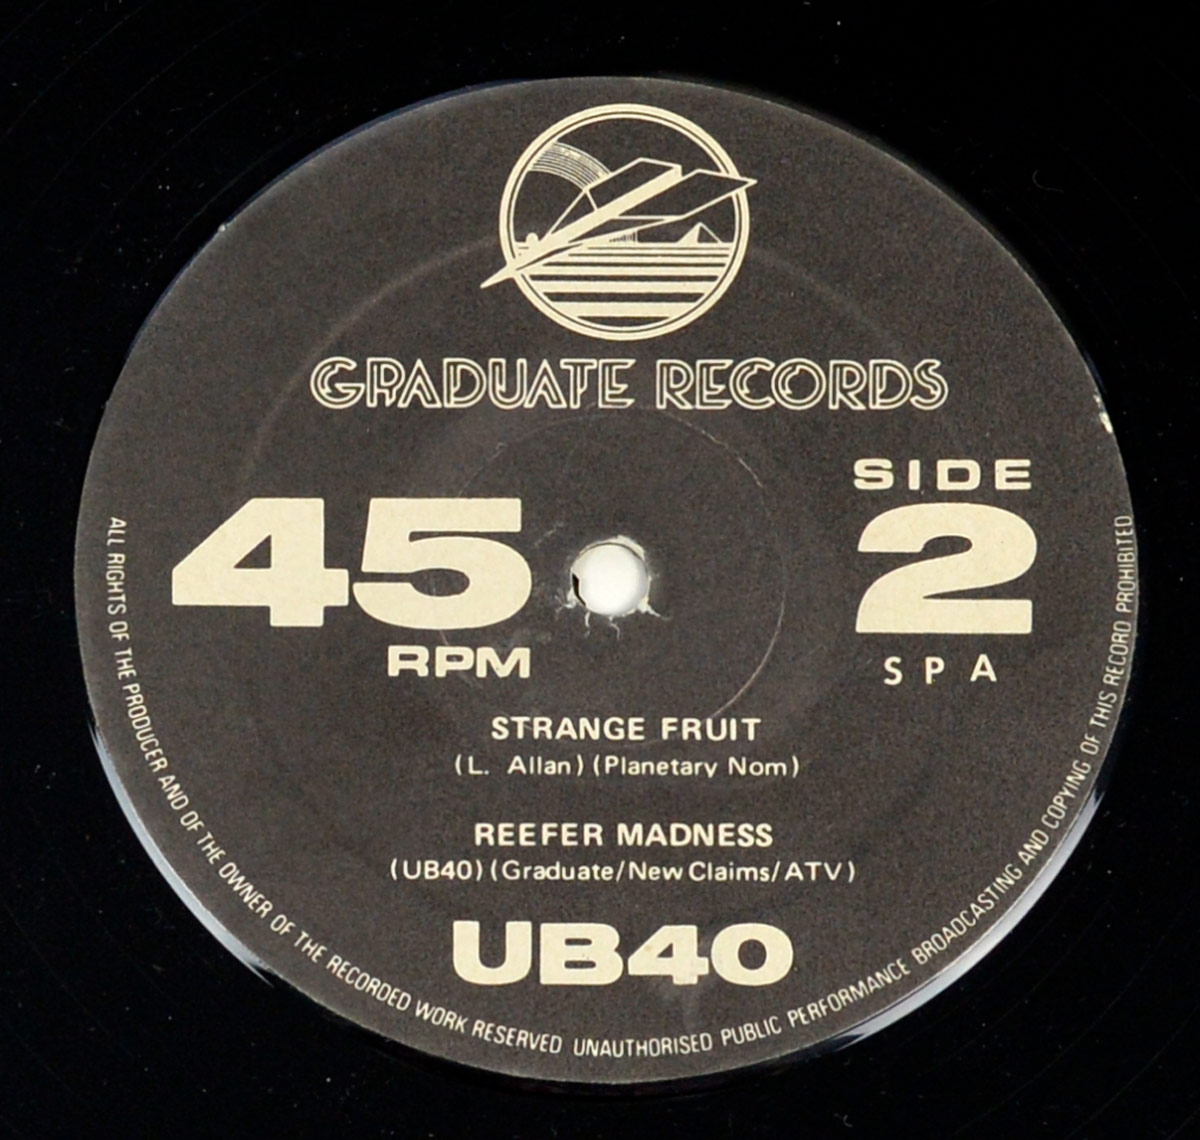 GRADUATE RECORDS
45
RPM
SIDE
2
SPA
STRANGE FRUIT
(L. Allan) (Planetary Nom)
REEFER MADNESS
(UB40) (Graduate/New Claims/ATV)
UB40
ALL RIGHTS OF THE PRODUCER AND OF THE OWNER OF THE RECORDED WORK RESERVED UNAUTHORISED PUBLIC PERFORMANCE BROADCASTING AND COPYING OF THIS RECORD PROHIBITED